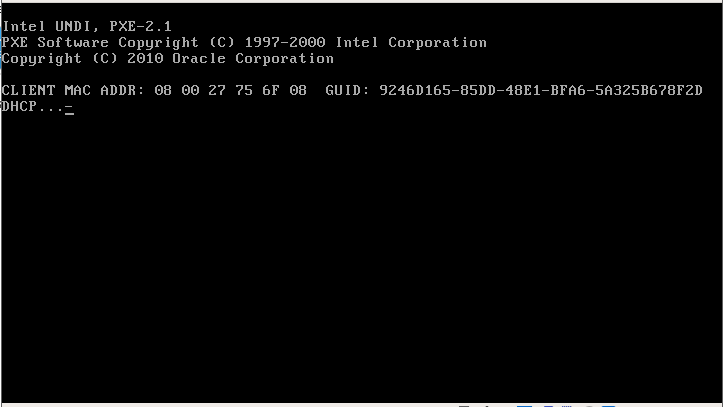 Intel UNDI, PXE-2.1
PXE Software Copyright (C) 1997-2000 Intel Corporation
Copyright (C) 2010 Oracle Corporation
CLIENT MAC ADDR: 08 00 27 75 6F 08  GUID: 9246D165-85DD-48E1-BFA6-5A325B678F2D
DHCP...-